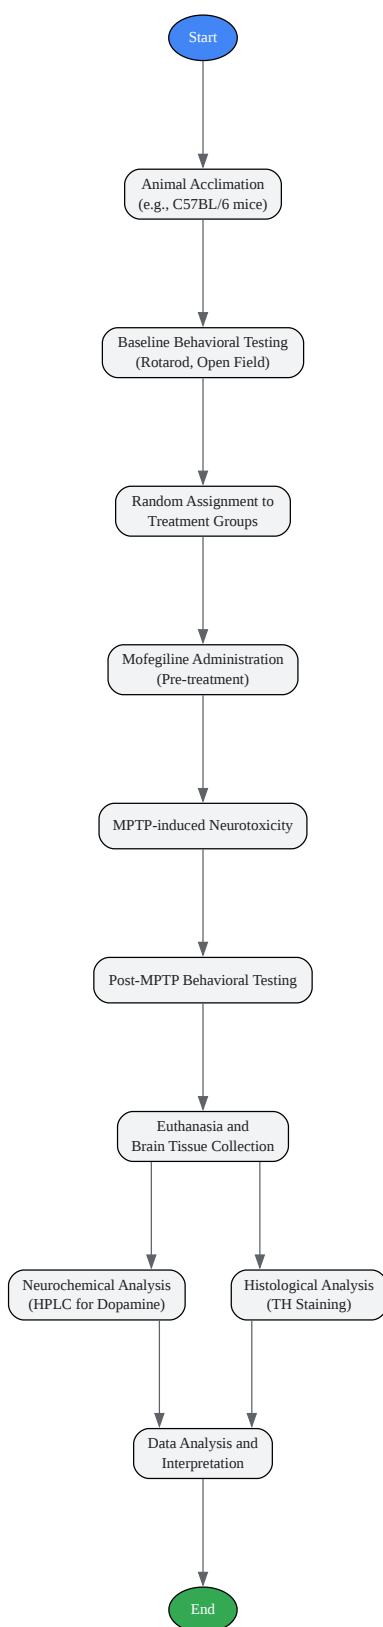 Start
Animal Acclimation
(e.g., C57BL/6 mice)
Baseline Behavioral Testing
(Rotarod, Open Field)
Random Assignment to
Treatment Groups
Mofegiline Administration
(Pre-treatment)
MPTP-induced Neurotoxicity
Post-MPTP Behavioral Testing
Euthanasia and
Brain Tissue Collection
Neurochemical Analysis
(HPLC for Dopamine)
Histological Analysis
(TH Staining)
Data Analysis and
Interpretation
End